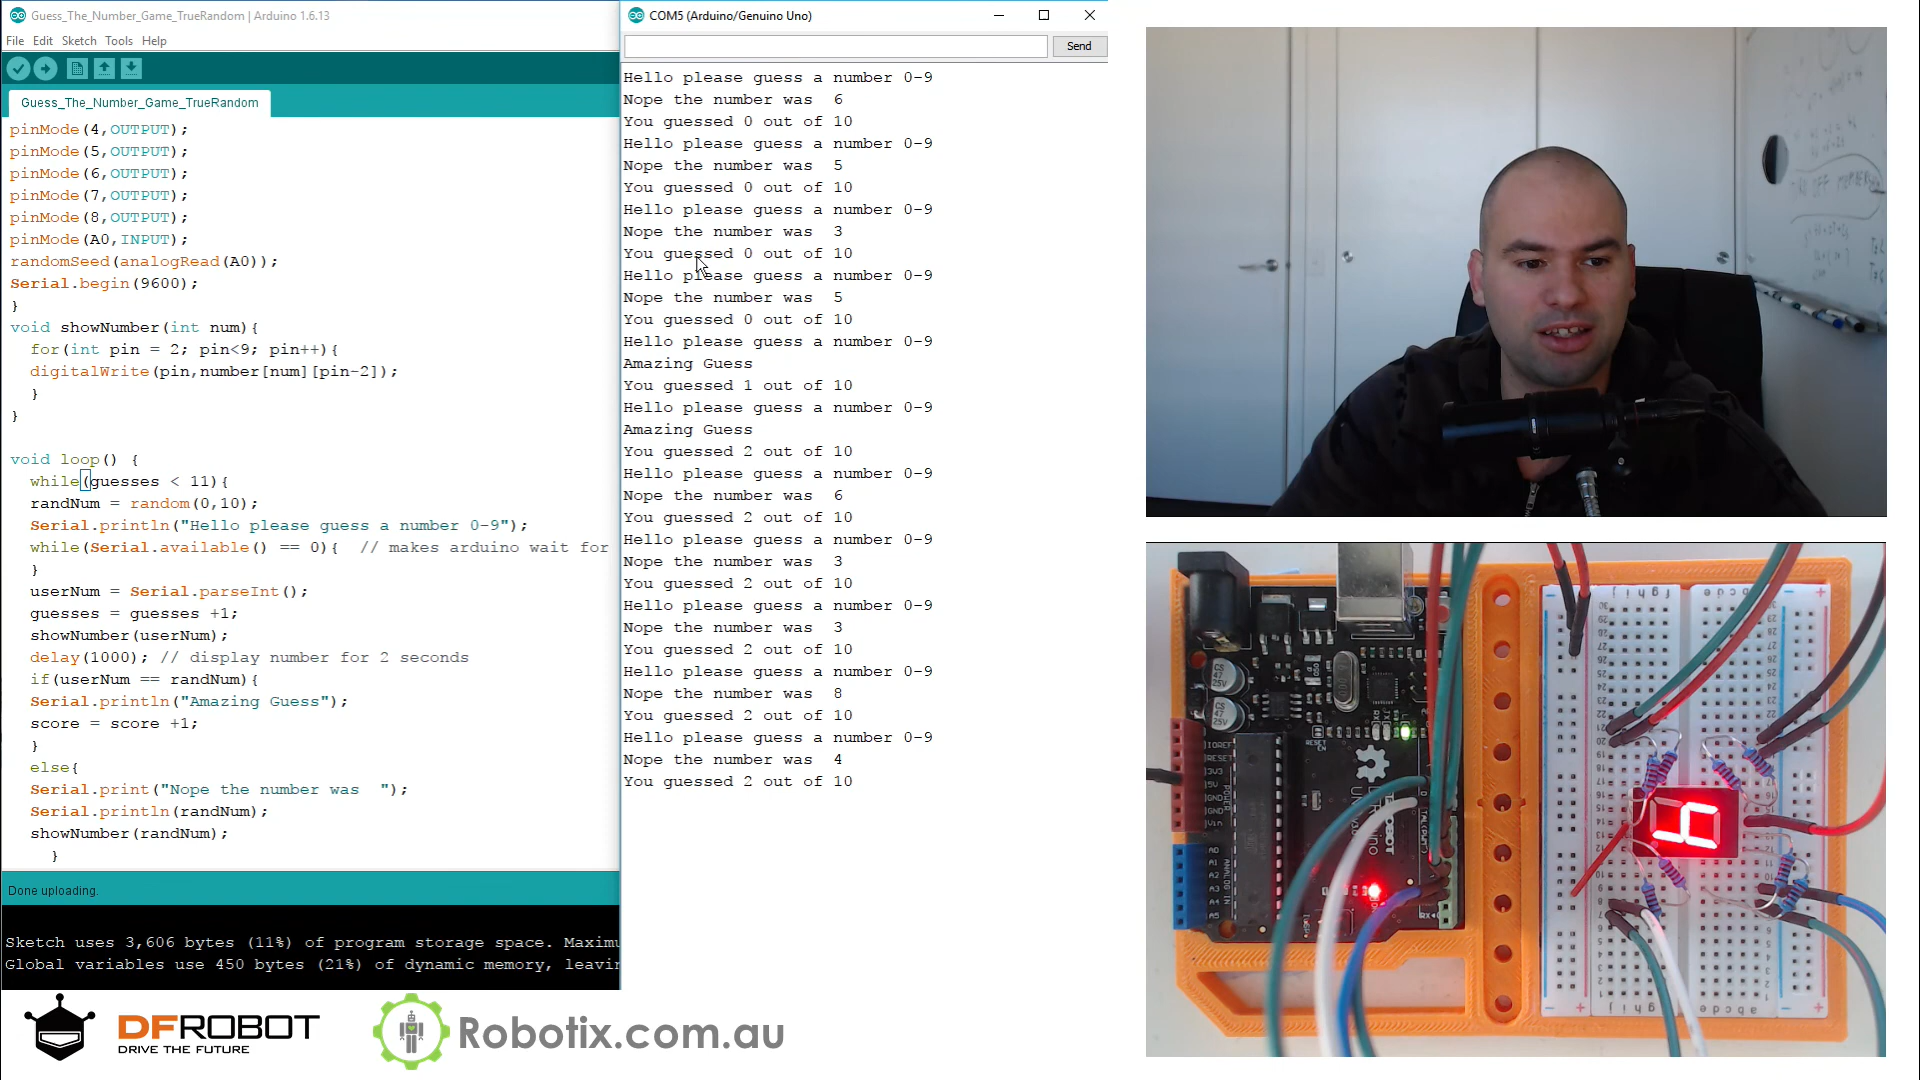 Guess_The_Number_Game_TrueRandom | Arduino 1.6.13
File Edit Sketch Tools Help
Guess_The_Number_Game_TrueRandom
pinMode(4,OUTPUT);
pinMode(5,OUTPUT);
pinMode(6,OUTPUT);
pinMode(7,OUTPUT);
pinMode(8,OUTPUT);
pinMode(A0,INPUT);
randomSeed(analogRead(A0));
Serial.begin(9600);
}
void showNumber(int num){
for(int pin = 2; pin<9; pin++){
digitalWrite(pin,number[num][pin-2]);
}
}
void loop() {
while(guesses < 11){
randNum = random(0,10);
Serial.println("Hello please guess a number 0-9");
while(Serial.available() == 0){  // makes arduino wait for
}
userNum = Serial.parseInt();
guesses = guesses +1;
showNumber(userNum);
delay(1000); // display number for 2 seconds
if(userNum == randNum){
Serial.println("Amazing Guess");
score = score +1;
}
else{
Serial.print("Nope the number was  ");
Serial.println(randNum);
showNumber(randNum);
}
Done uploading.
Sketch uses 3,606 bytes (11%) of program storage space. Maximu
Global variables use 450 bytes (21%) of dynamic memory, leavin
COM5 (Arduino/Genuino Uno)
Send
Hello please guess a number 0-9
Nope the number was  6
You guessed 0 out of 10
Hello please guess a number 0-9
Nope the number was  5
You guessed 0 out of 10
Hello please guess a number 0-9
Nope the number was  3
You guessed 0 out of 10
Hello please guess a number 0-9
Nope the number was  5
You guessed 0 out of 10
Hello please guess a number 0-9
Amazing Guess
You guessed 1 out of 10
Hello please guess a number 0-9
Amazing Guess
You guessed 2 out of 10
Hello please guess a number 0-9
Nope the number was  6
You guessed 2 out of 10
Hello please guess a number 0-9
Nope the number was  3
You guessed 2 out of 10
Hello please guess a number 0-9
Nope the number was  3
You guessed 2 out of 10
Hello please guess a number 0-9
Nope the number was  8
You guessed 2 out of 10
Hello please guess a number 0-9
Nope the number was  4
You guessed 2 out of 10
DFROBOT
DRIVE THE FUTURE
Robotix.com.au